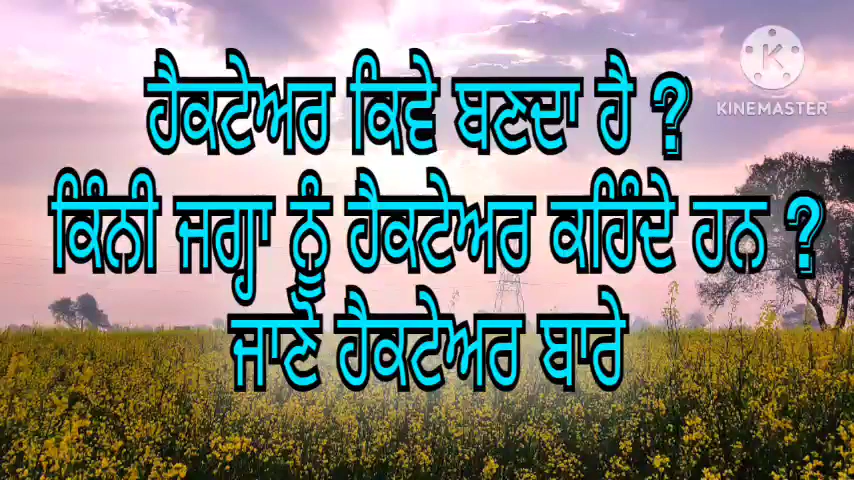 ਹੈਕਟੇਅਰ ਕਿਵੇ ਬਣਦਾ ਹੈ ?
ਕਿੰਨੀ ਜਗ੍ਹਾ ਨੂੰ ਹੈਕਟੇਅਰ ਕਹਿੰਦੇ ਹਨ ?
ਜਾਣੋ ਹੈਕਟੇਅਰ ਬਾਰੇ
KINEMASTER